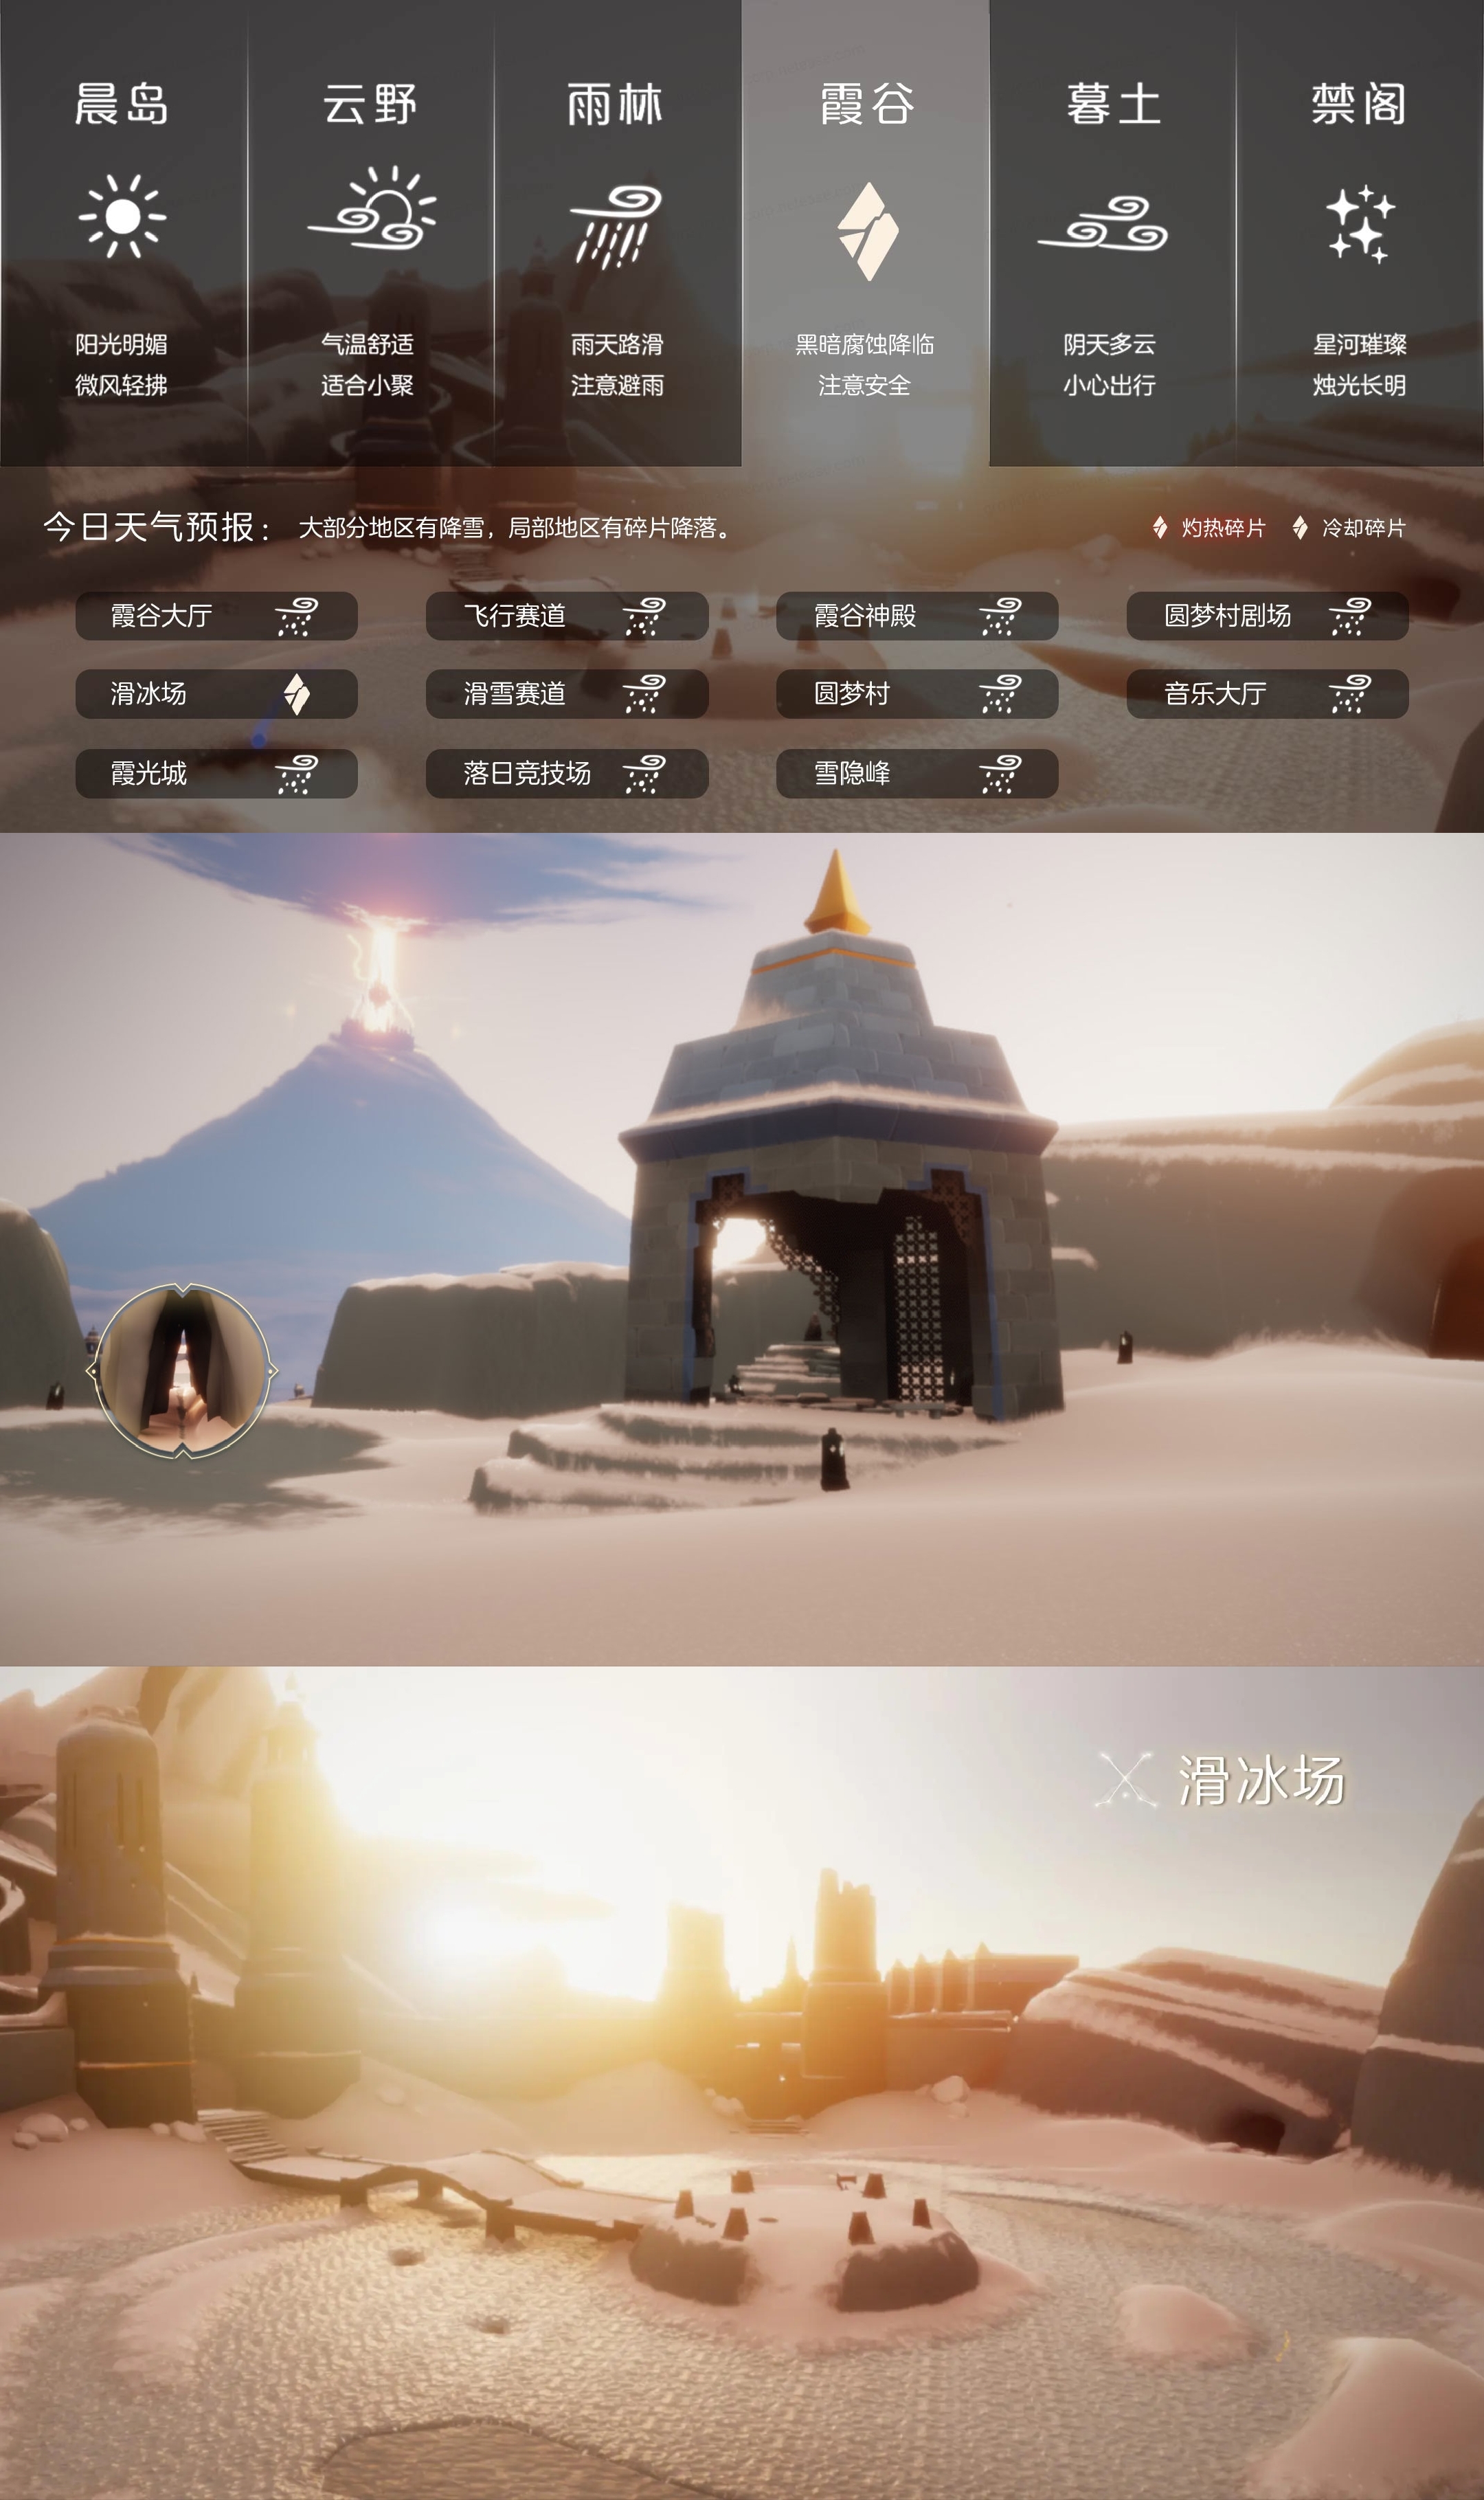 晨岛
云野
雨林
霞谷
暮土
禁阁
阳光明媚
微风轻拂
气温舒适
适合小聚
雨天路滑
注意避雨
黑暗腐蚀降临
注意安全
阴天多云
小心出行
星河璀璨
烛光长明
今日天气预报： 大部分地区有降雪，局部地区有碎片降落。
灼热碎片 冷却碎片
霞谷大厅
飞行赛道
霞谷神殿
圆梦村剧场
滑冰场
滑雪赛道
圆梦村
音乐大厅
霞光城
落日竞技场
雪隐峰
滑冰场